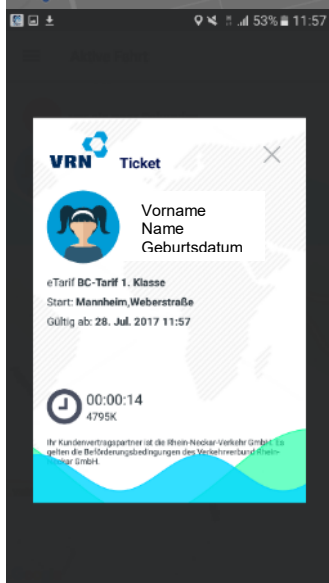 53% 11:57
VRN Ticket
Vorname
Name
Geburtsdatum
eTarif BC-Tarif 1. Klasse
Start: Mannheim,Weberstraße
Gültig ab: 28. Jul. 2017 11:57
00:00:14
4795K
Ihr Kundenvertragspartner ist die Rhein-Neckar-Verkehr GmbH. Es
gelten die Beförderungsbedingungen des Verkehrverbund Rhein-
Neckar GmbH.